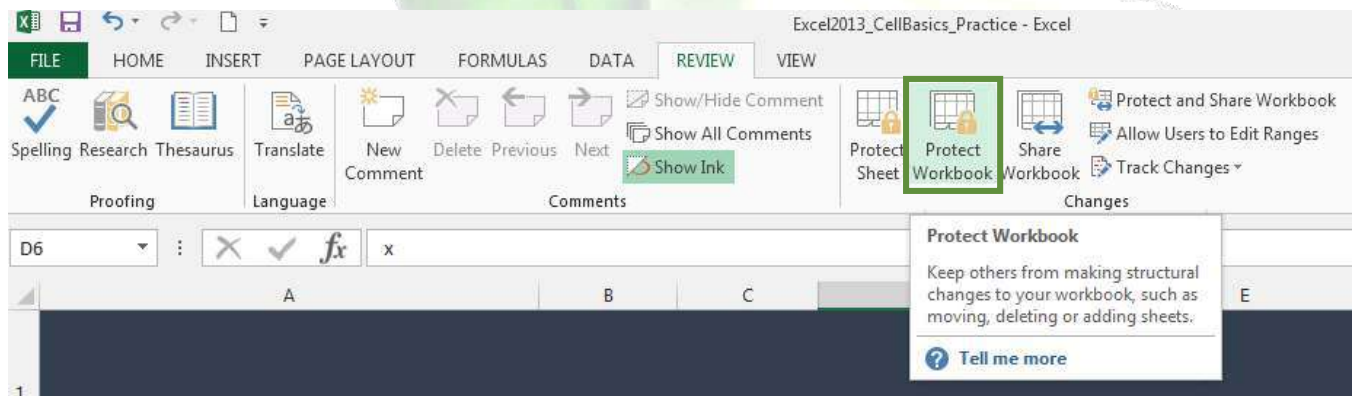 Excel2013_CellBasics_Practice - Excel
FILE HOME INSERT PAGE LAYOUT FORMULAS DATA REVIEW VIEW
ABC
Spelling Research Thesaurus
Proofing
aあ
Translate
Language
New
Comment
Delete Previous Next
Show/Hide Comment
Show All Comments
Show Ink
Comments
Protect
Sheet
Protect
Workbook
Share
Workbook
Protect and Share Workbook
Allow Users to Edit Ranges
Track Changes
Changes
D6
fx
x
A B C E
1
Protect Workbook
Keep others from making structural
changes to your workbook, such as
moving, deleting or adding sheets.
? Tell me more